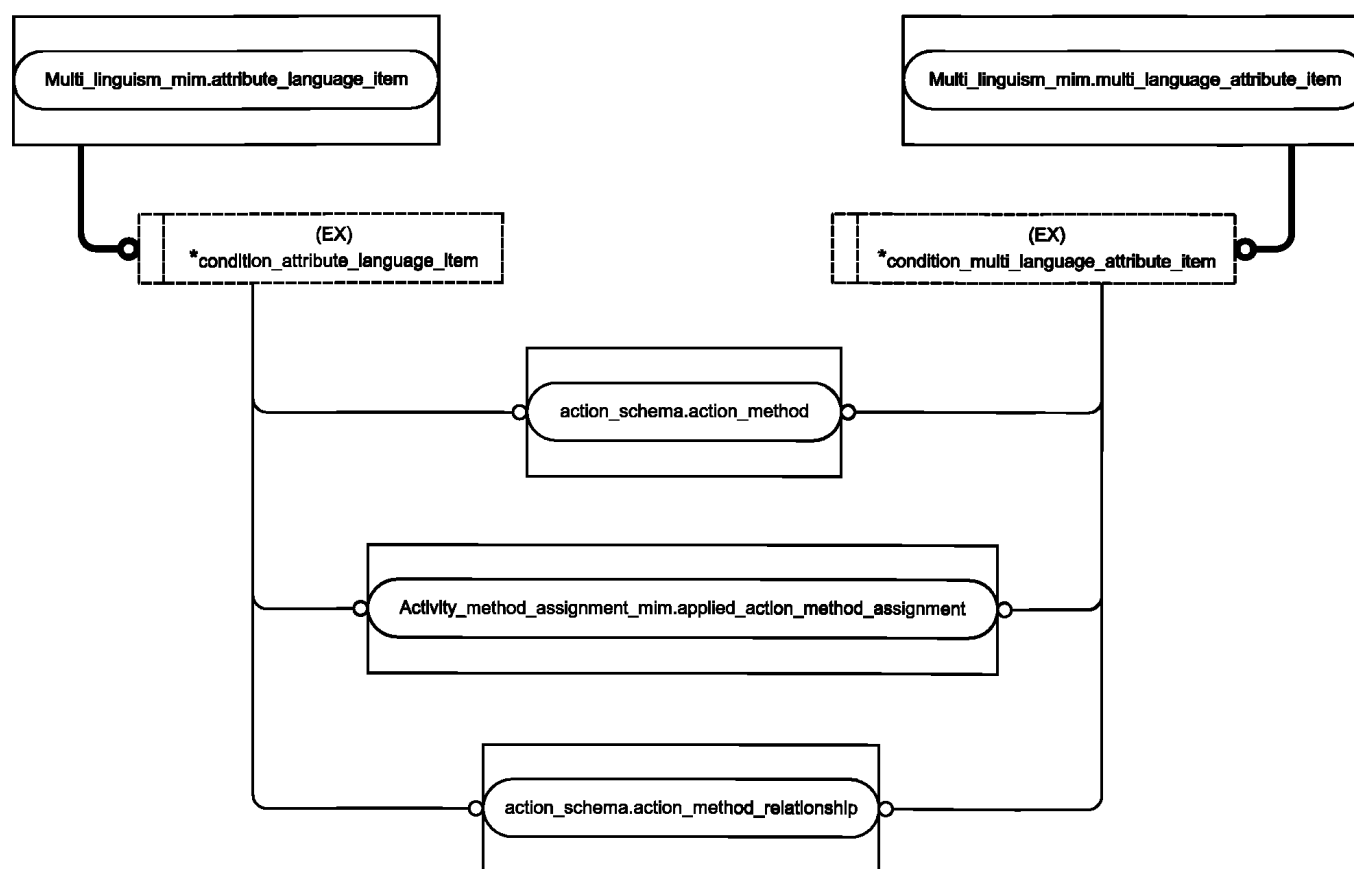 Multi_linguism_mim.attribute_language_item
Multi_linguism_mim.multi_language_attribute_item
(EX)
*condition_attribute_language_item
(EX)
*condition_multi_language_attribute_item
action_schema.action_method
Activity_method_assignment_mim.applied_action_method_assignment
action_schema.action_method_relationship